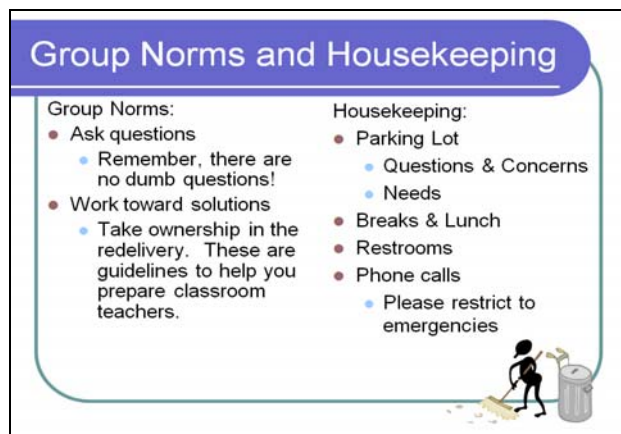 Group Norms and Housekeeping
Group Norms:
Ask questions
Remember, there are
no dumb questions!
Work toward solutions
Take ownership in the
redelivery. These are
guidelines to help you
prepare classroom
teachers.
Housekeeping:
Parking Lot
Questions & Concerns
Needs
Breaks & Lunch
Restrooms
Phone calls
Please restrict to
emergencies